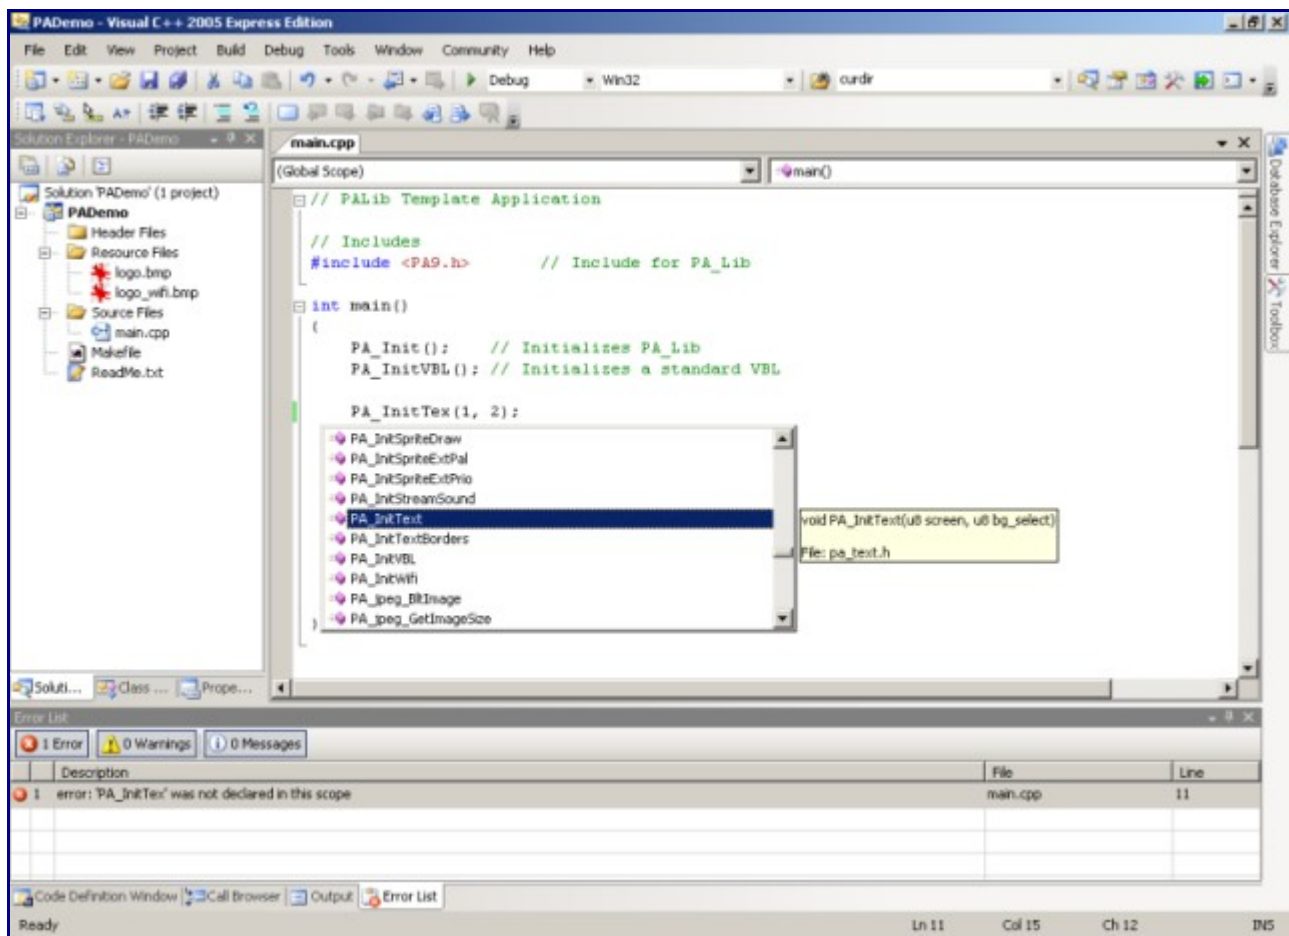 PADemo - Visual C++ 2005 Express Edition
File Edit View Project Build Debug Tools Window Community Help
Debug Win32 curdir
Solution Explorer - PADemo
main.cpp
(Global Scope) main()
Solution 'PADemo' (1 project)
PADemo
Header Files
Resource Files
logo.bmp
logo_wifi.bmp
Source Files
main.cpp
Makefile
ReadMe.txt
// PALib Template Application
// Includes
#include <PA9.h> // Include for PA_Lib
int main()
{
PA_Init(); // Initializes PA_Lib
PA_InitVBL(); // Initializes a standard VBL
PA_InitTex(1, 2);
PA_InitSpriteDraw
PA_InitSpriteExtPal
PA_InitSpriteExtPrio
PA_InitStreamSound
PA_InitText
PA_InitTextBorders
PA_InitVBL
PA_InitWifi
PA_jpeg_BltImage
PA_jpeg_GetImageSize
}
void PA_InitText(u8 screen, u8 bg_select)
File: pa_text.h
Database Explorer
Toolbox
Soluti... Class ... Prope...
Error List
1 Error 0 Warnings 0 Messages
Description File Line
1 error: 'PA_InitTex' was not declared in this scope main.cpp 11
Code Definition Window Call Browser Output Error List
Ready Ln 11 Col 15 Ch 12 INS